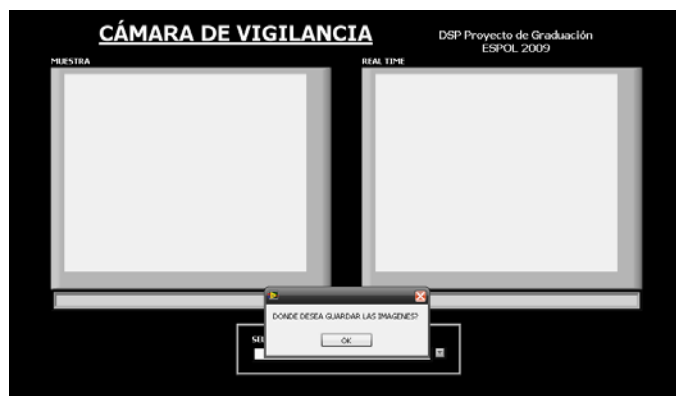 CÁMARA DE VIGILANCIA
DSP Proyecto de Graduación
ESPOL 2009
MUESTRA
REAL TIME
DONDE DESEA GUARDAR LAS IMAGENES?
OK